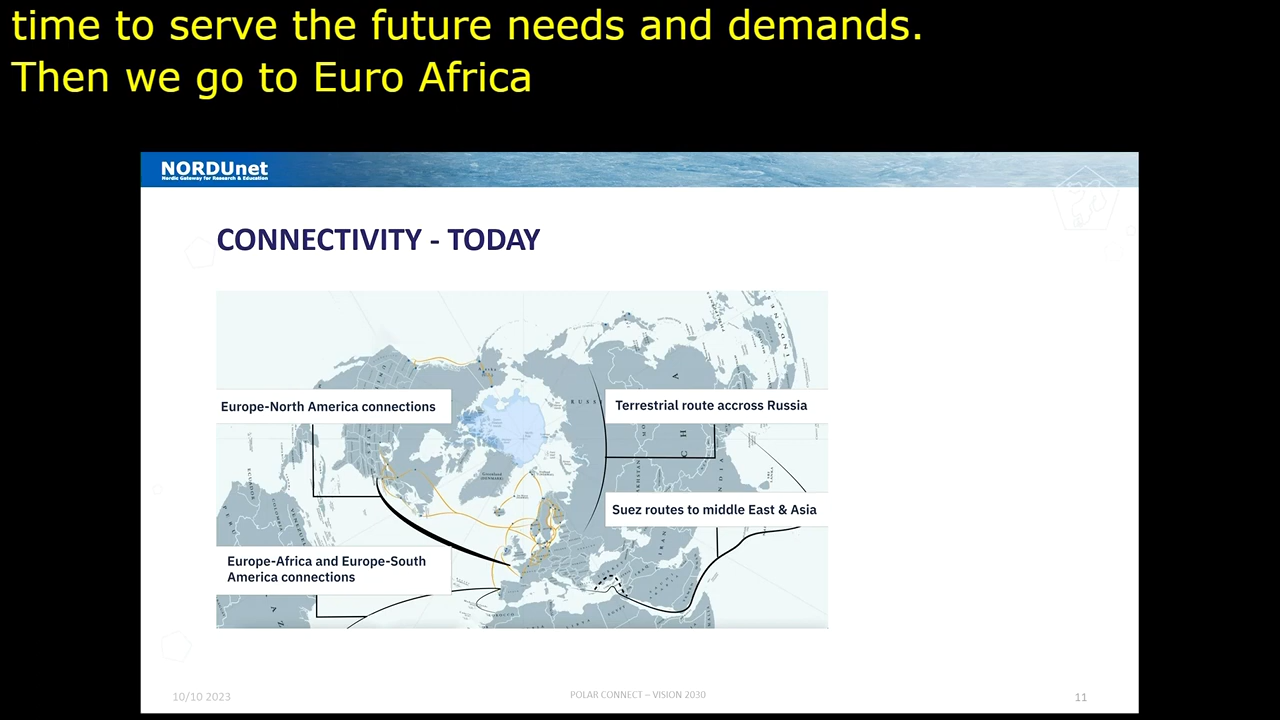 time to serve the future needs and demands.
Then we go to Euro Africa
NORDUnet
Nordic Gateway for Research & Education
CONNECTIVITY - TODAY
Europe-North America connections
Terrestrial route accross Russia
Suez routes to middle East & Asia
Europe-Africa and Europe-South
America connections
10/10 2023
POLAR CONNECT – VISION 2030
11